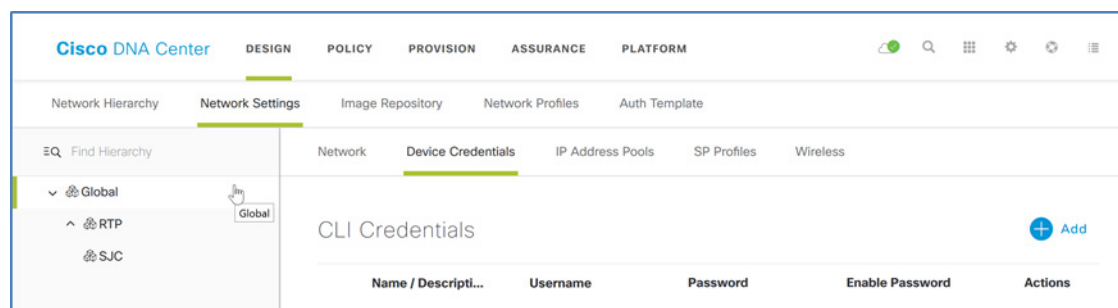 Cisco DNA Center DESIGN POLICY PROVISION ASSURANCE PLATFORM
Network Hierarchy Network Settings Image Repository Network Profiles Auth Template
Find Hierarchy
Network Device Credentials IP Address Pools SP Profiles Wireless
Global
Global
RTP
SJC
CLI Credentials
Add
Name / Descripti... Username Password Enable Password Actions